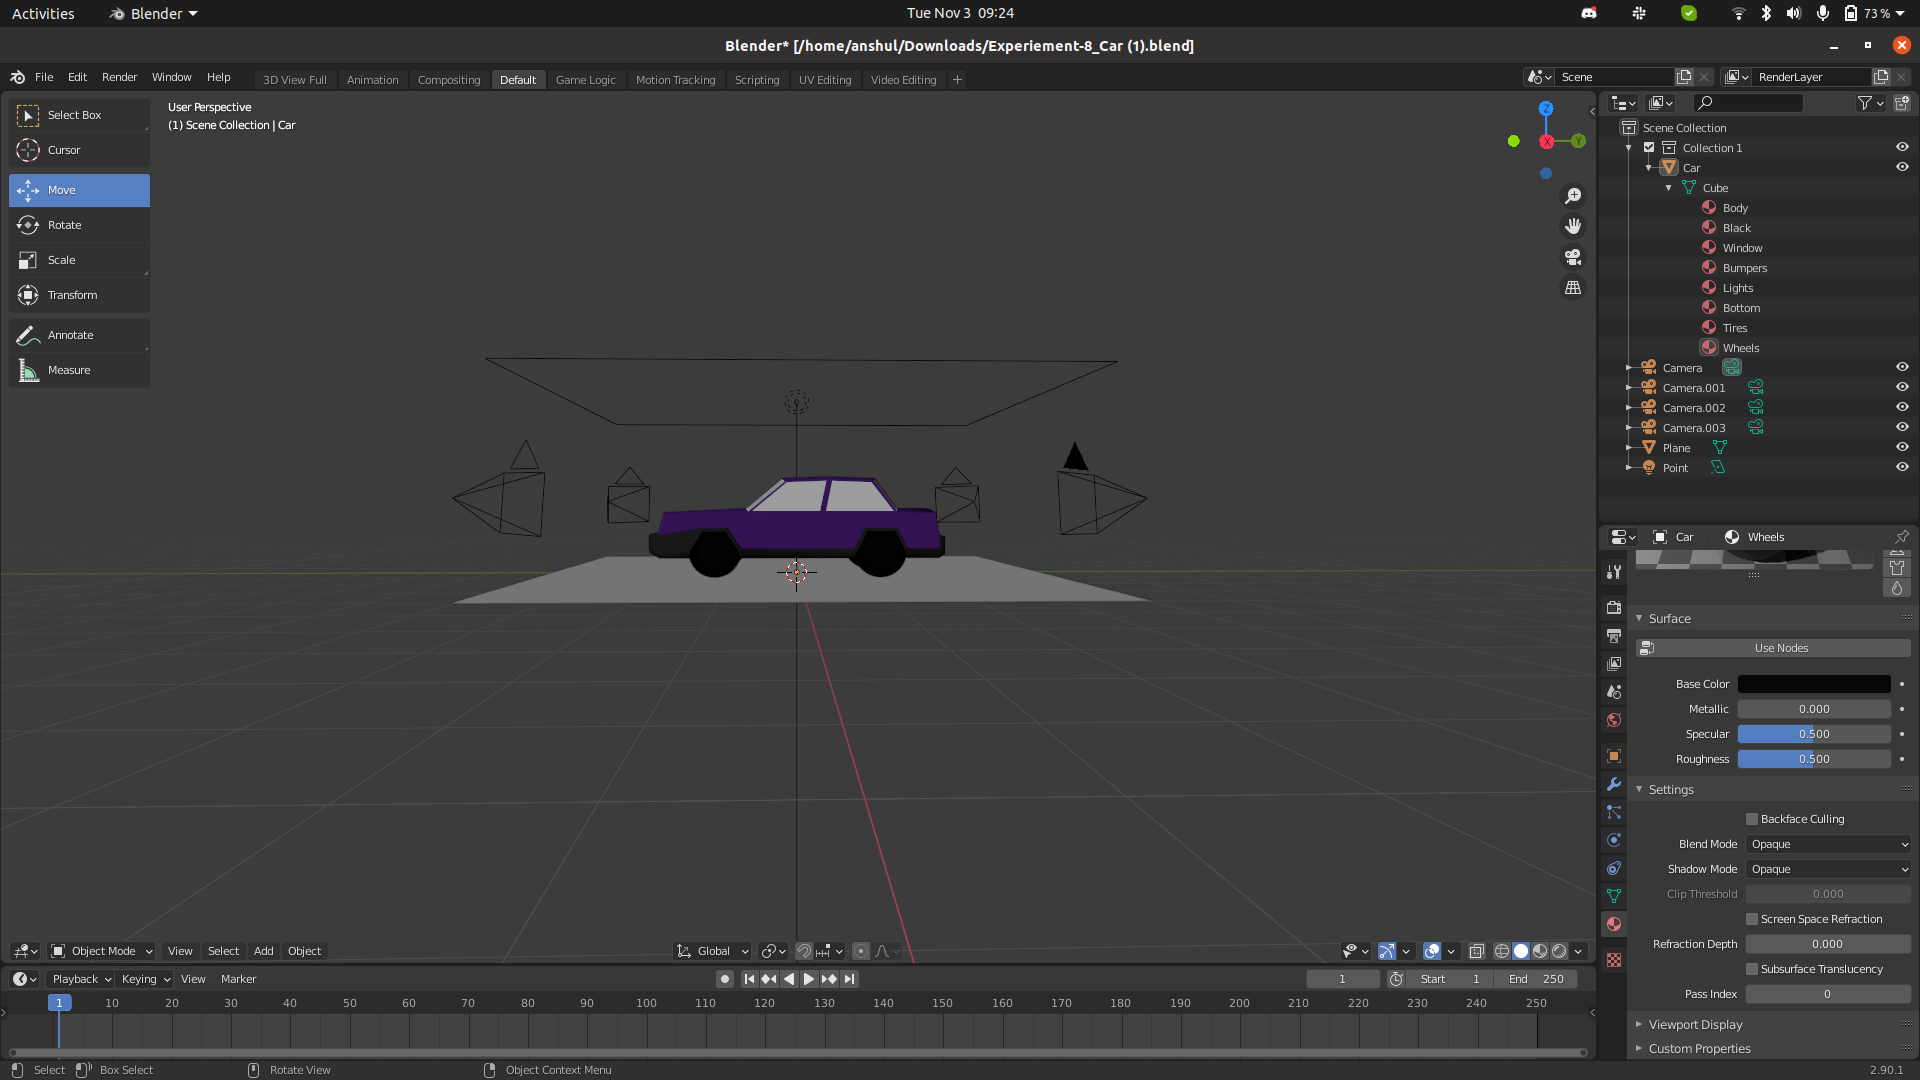 Activities Blender Tue Nov 3 09:24 73 %
Blender* [/home/anshul/Downloads/Experiement-8_Car (1).blend]
File Edit Render Window Help 3D View Full Animation Compositing Default Game Logic Motion Tracking Scripting UV Editing Video Editing + Scene RenderLayer
Select Box
Cursor
Move
Rotate
Scale
Transform
Annotate
Measure
User Perspective
(1) Scene Collection | Car
Z
X
Y
Scene Collection
Collection 1
Car
Cube
Body
Black
Window
Bumpers
Lights
Bottom
Tires
Wheels
Camera
Camera.001
Camera.002
Camera.003
Plane
Point
Car Wheels
Surface
Use Nodes
Base Color
Metallic 0.000
Specular 0.500
Roughness 0.500
Settings
Backface Culling
Blend Mode Opaque
Shadow Mode Opaque
Clip Threshold 0.000
Screen Space Refraction
Refraction Depth 0.000
Subsurface Translucency
Pass Index 0
Viewport Display
Custom Properties
Object Mode View Select Add Object Global
Playback Keying View Marker 1 Start 1 End 250
1 10 20 30 40 50 60 70 80 90 100 110 120 130 140 150 160 170 180 190 200 210 220 230 240 250
Select Box Select Rotate View Object Context Menu 2.90.1